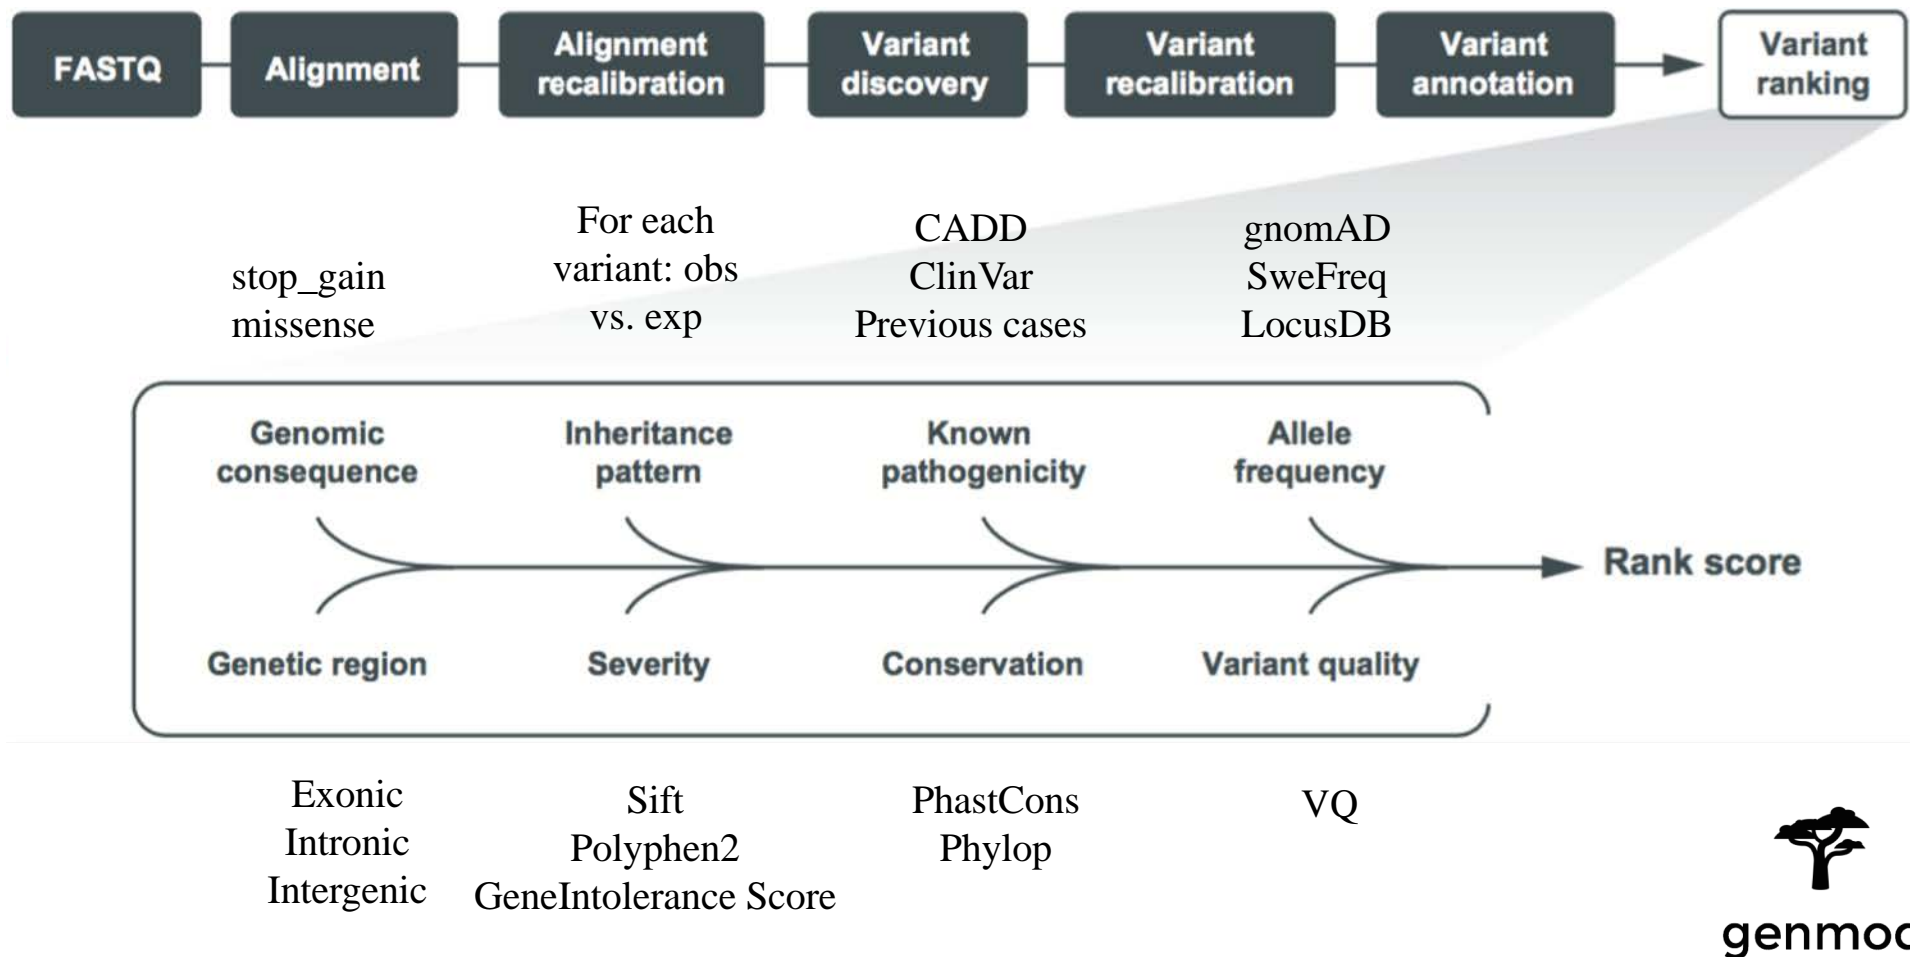 FASTQ
Alignment
Alignment
recalibration
Variant
discovery
Variant
recalibration
Variant
annotation
Variant
ranking
stop_gain
missense
For each
variant: obs
vs. exp
CADD
ClinVar
Previous cases
gnomAD
SweFreq
LocusDB
Genomic
consequence
Inheritance
pattern
Known
pathogenicity
Allele
frequency
Rank score
Genetic region
Severity
Conservation
Variant quality
Exonic
Intronic
Intergenic
Sift
Polyphen2
GeneIntolerance Score
PhastCons
Phylop
VQ
genmod